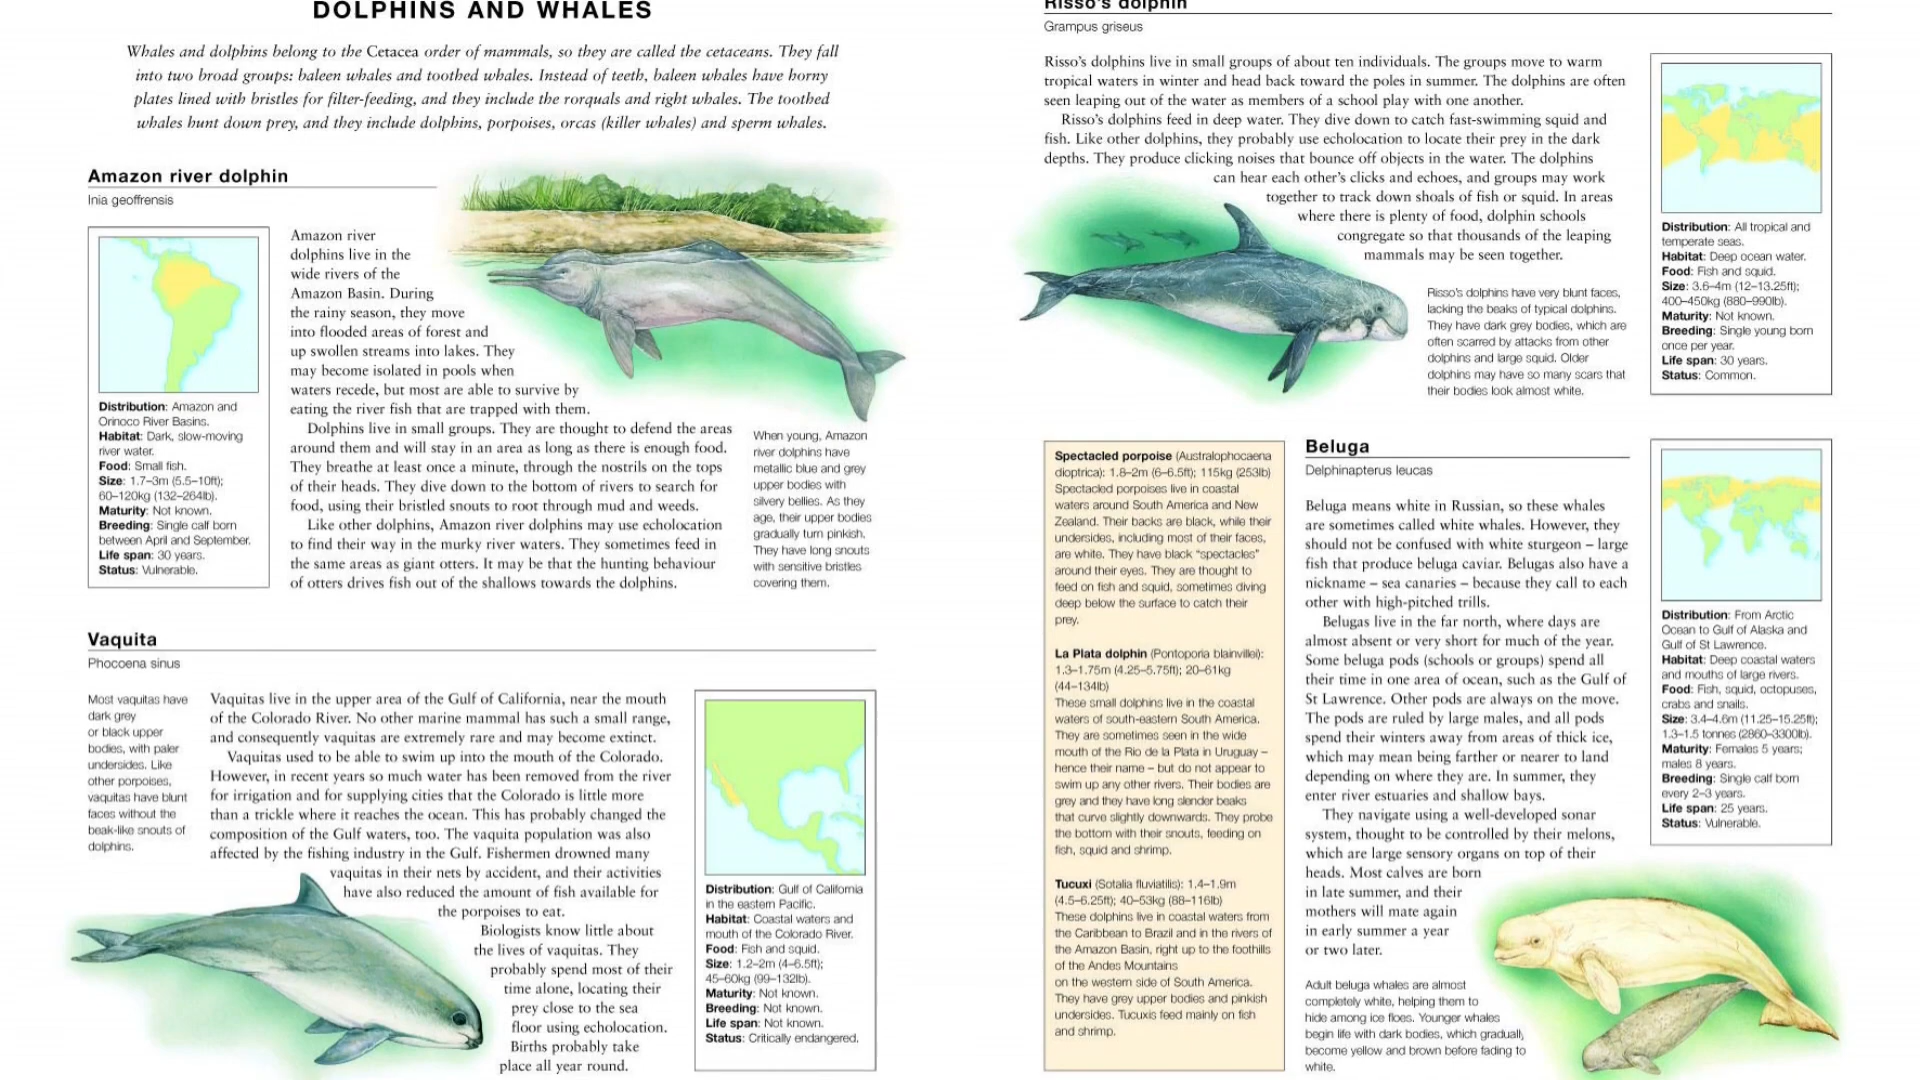 DOLPHINS AND WHALES
Whales and dolphins belong to the Cetacea order of mammals, so they are called the cetaceans. They fall
into two broad groups: baleen whales and toothed whales. Instead of teeth, baleen whales have horny
plates lined with bristles for filter-feeding, and they include the rorquals and right whales. The toothed
whales hunt down prey, and they include dolphins, porpoises, orcas (killer whales) and sperm whales.
Amazon river dolphin
Inia geoffrensis
Distribution: Amazon and
Orinoco River Basins.
Habitat: Dark, slow-moving
river water.
Food: Small fish.
Size: 1.7–3m (5.5–10ft);
60–120kg (132–264lb).
Maturity: Not known.
Breeding: Single calf born
between April and September.
Life span: 30 years.
Status: Vulnerable.
Amazon river
dolphins live in the
wide rivers of the
Amazon Basin. During
the rainy season, they move
into flooded areas of forest and
up swollen streams into lakes. They
may become isolated in pools when
waters recede, but most are able to survive by
eating the river fish that are trapped with them.
Dolphins live in small groups. They are thought to defend the areas
around them and will stay in an area as long as there is enough food.
They breathe at least once a minute, through the nostrils on the tops
of their heads. They dive down to the bottom of rivers to search for
food, using their bristled snouts to root through mud and weeds.
Like other dolphins, Amazon river dolphins may use echolocation
to find their way in the murky river waters. They sometimes feed in
the same areas as giant otters. It may be that the hunting behaviour
of otters drives fish out of the shallows towards the dolphins.
When young, Amazon
river dolphins have
metallic blue and grey
upper bodies with
silvery bellies. As they
age, their upper bodies
gradually turn pinkish.
They have long snouts
with sensitive bristles
covering them.
Vaquita
Phocoena sinus
Most vaquitas have
dark grey
or black upper
bodies, with paler
undersides. Like
other porpoises,
vaquitas have blunt
faces without the
beak-like snouts of
dolphins.
Vaquitas live in the upper area of the Gulf of California, near the mouth
of the Colorado River. No other marine mammal has such a small range,
and consequently vaquitas are extremely rare and may become extinct.
Vaquitas used to be able to swim up into the mouth of the Colorado.
However, in recent years so much water has been removed from the river
for irrigation and for supplying cities that the Colorado is little more
than a trickle where it reaches the ocean. This has probably changed the
composition of the Gulf waters, too. The vaquita population was also
affected by the fishing industry in the Gulf. Fishermen drowned many
vaquitas in their nets by accident, and their activities
have also reduced the amount of fish available for
the porpoises to eat.
Biologists know little about
the lives of vaquitas. They
probably spend most of their
time alone, locating their
prey close to the sea
floor using echolocation.
Births probably take
place all year round.
Distribution: Gulf of California
in the eastern Pacific.
Habitat: Coastal waters and
mouth of the Colorado River.
Food: Fish and squid.
Size: 1.2–2m (4–6.5ft);
45–60kg (99–132lb).
Maturity: Not known.
Breeding: Not known.
Life span: Not known.
Status: Critically endangered.
Risso's dolphin
Grampus griseus
Risso's dolphins live in small groups of about ten individuals. The groups move to warm
tropical waters in winter and head back toward the poles in summer. The dolphins are often
seen leaping out of the water as members of a school play with one another.
Risso's dolphins feed in deep water. They dive down to catch fast-swimming squid and
fish. Like other dolphins, they probably use echolocation to locate their prey in the dark
depths. They produce clicking noises that bounce off objects in the water. The dolphins
can hear each other's clicks and echoes, and groups may work
together to track down shoals of fish or squid. In areas
where there is plenty of food, dolphin schools
congregate so that thousands of the leaping
mammals may be seen together.
Risso's dolphins have very blunt faces,
lacking the beaks of typical dolphins.
They have dark grey bodies, which are
often scarred by attacks from other
dolphins and large squid. Older
dolphins may have so many scars that
their bodies look almost white.
Distribution: All tropical and
temperate seas.
Habitat: Deep ocean water.
Food: Fish and squid.
Size: 3.6–4m (12–13.25ft);
400–450kg (880–990lb).
Maturity: Not known.
Breeding: Single young born
once per year.
Life span: 30 years.
Status: Common.
Spectacled porpoise (Australophocaena
dioptrica): 1.8–2m (6–6.5ft); 115kg (253lb)
Spectacled porpoises live in coastal
waters around South America and New
Zealand. Their backs are black, while their
undersides, including most of their faces,
are white. They have black “spectacles”
around their eyes. They are thought to
feed on fish and squid, sometimes diving
deep below the surface to catch their
prey.
La Plata dolphin (Pontoporia blainvillei):
1.3–1.75m (4.25–5.75ft); 20–61kg
(44–134lb)
These small dolphins live in the coastal
waters of south-eastern South America.
They are sometimes seen in the wide
mouth of the Rio de la Plata in Uruguay –
hence their name – but do not appear to
swim up any other rivers. Their bodies are
grey and they have long slender beaks
that curve slightly downwards. They probe
the bottom with their snouts, feeding on
fish, squid and shrimp.
Tucuxi (Sotalia fluviatilis): 1.4–1.9m
(4.5–6.25ft); 40–53kg (88–116lb)
These dolphins live in coastal waters from
the Caribbean to Brazil and in the rivers of
the Amazon Basin, right up to the foothills
of the Andes Mountains
on the western side of South America.
They have grey upper bodies and pinkish
undersides. Tucuxis feed mainly on fish
and shrimp.
Beluga
Delphinapterus leucas
Beluga means white in Russian, so these whales
are sometimes called white whales. However, they
should not be confused with white sturgeon – large
fish that produce beluga caviar. Belugas also have a
nickname – sea canaries – because they call to each
other with high-pitched trills.
Belugas live in the far north, where days are
almost absent or very short for much of the year.
Some beluga pods (schools or groups) spend all
their time in one area of ocean, such as the Gulf of
St Lawrence. Other pods are always on the move.
The pods are ruled by large males, and all pods
spend their winters away from areas of thick ice,
which may mean being farther or nearer to land
depending on where they are. In summer, they
enter river estuaries and shallow bays.
They navigate using a well-developed sonar
system, thought to be controlled by their melons,
which are large sensory organs on top of their
heads. Most calves are born
in late summer, and their
mothers will mate again
in early summer a year
or two later.
Adult beluga whales are almost
completely white, helping them to
hide among ice floes. Younger whales
begin life with dark bodies, which gradually
become yellow and brown before fading to
white.
Distribution: From Arctic
Ocean to Gulf of Alaska and
Gulf of St Lawrence.
Habitat: Deep coastal waters
and mouths of large rivers.
Food: Fish, squid, octopuses,
crabs and snails.
Size: 3.4–4.6m (11.25–15.25ft);
1.3–1.5 tonnes (2860–3300lb).
Maturity: Females 5 years;
males 8 years.
Breeding: Single calf born
every 2–3 years.
Life span: 25 years.
Status: Vulnerable.